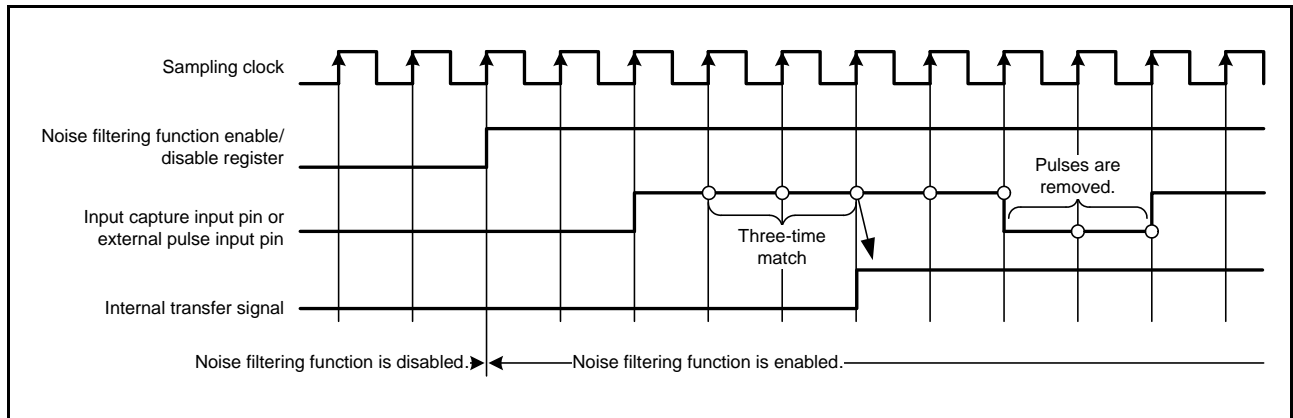 Sampling clock
Noise filtering function enable/
disable register
Pulses are
removed.
Input capture input pin or
external pulse input pin
Three-time
match
Internal transfer signal
Noise filtering function is disabled.
Noise filtering function is enabled.